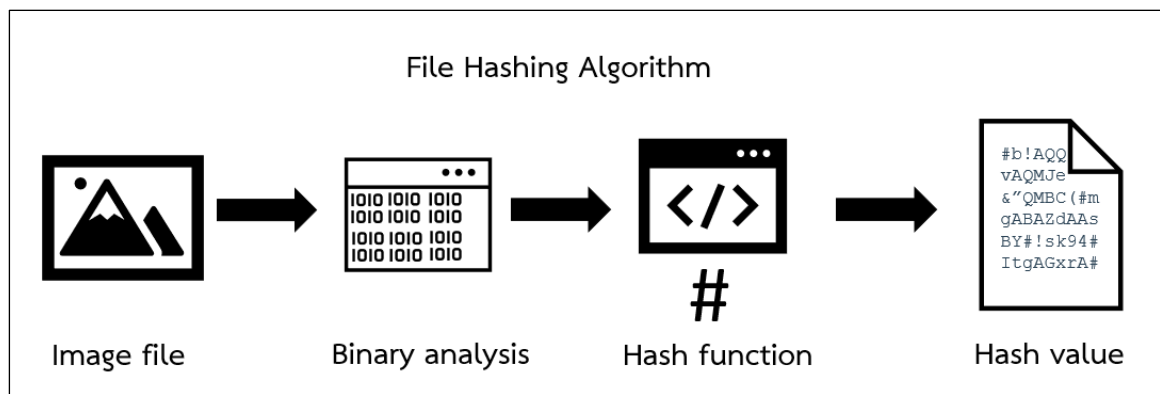 File Hashing Algorithm
1010 1010 1010
1010 1010 1010
1010 1010 1010
1010 1010 1010
</>
#
#b!AQQ
vAQMJe
&”QMBC(#m
gABAZdAAs
BY#!sk94#
ItgAGxrA#
Image file
Binary analysis
Hash function
Hash value